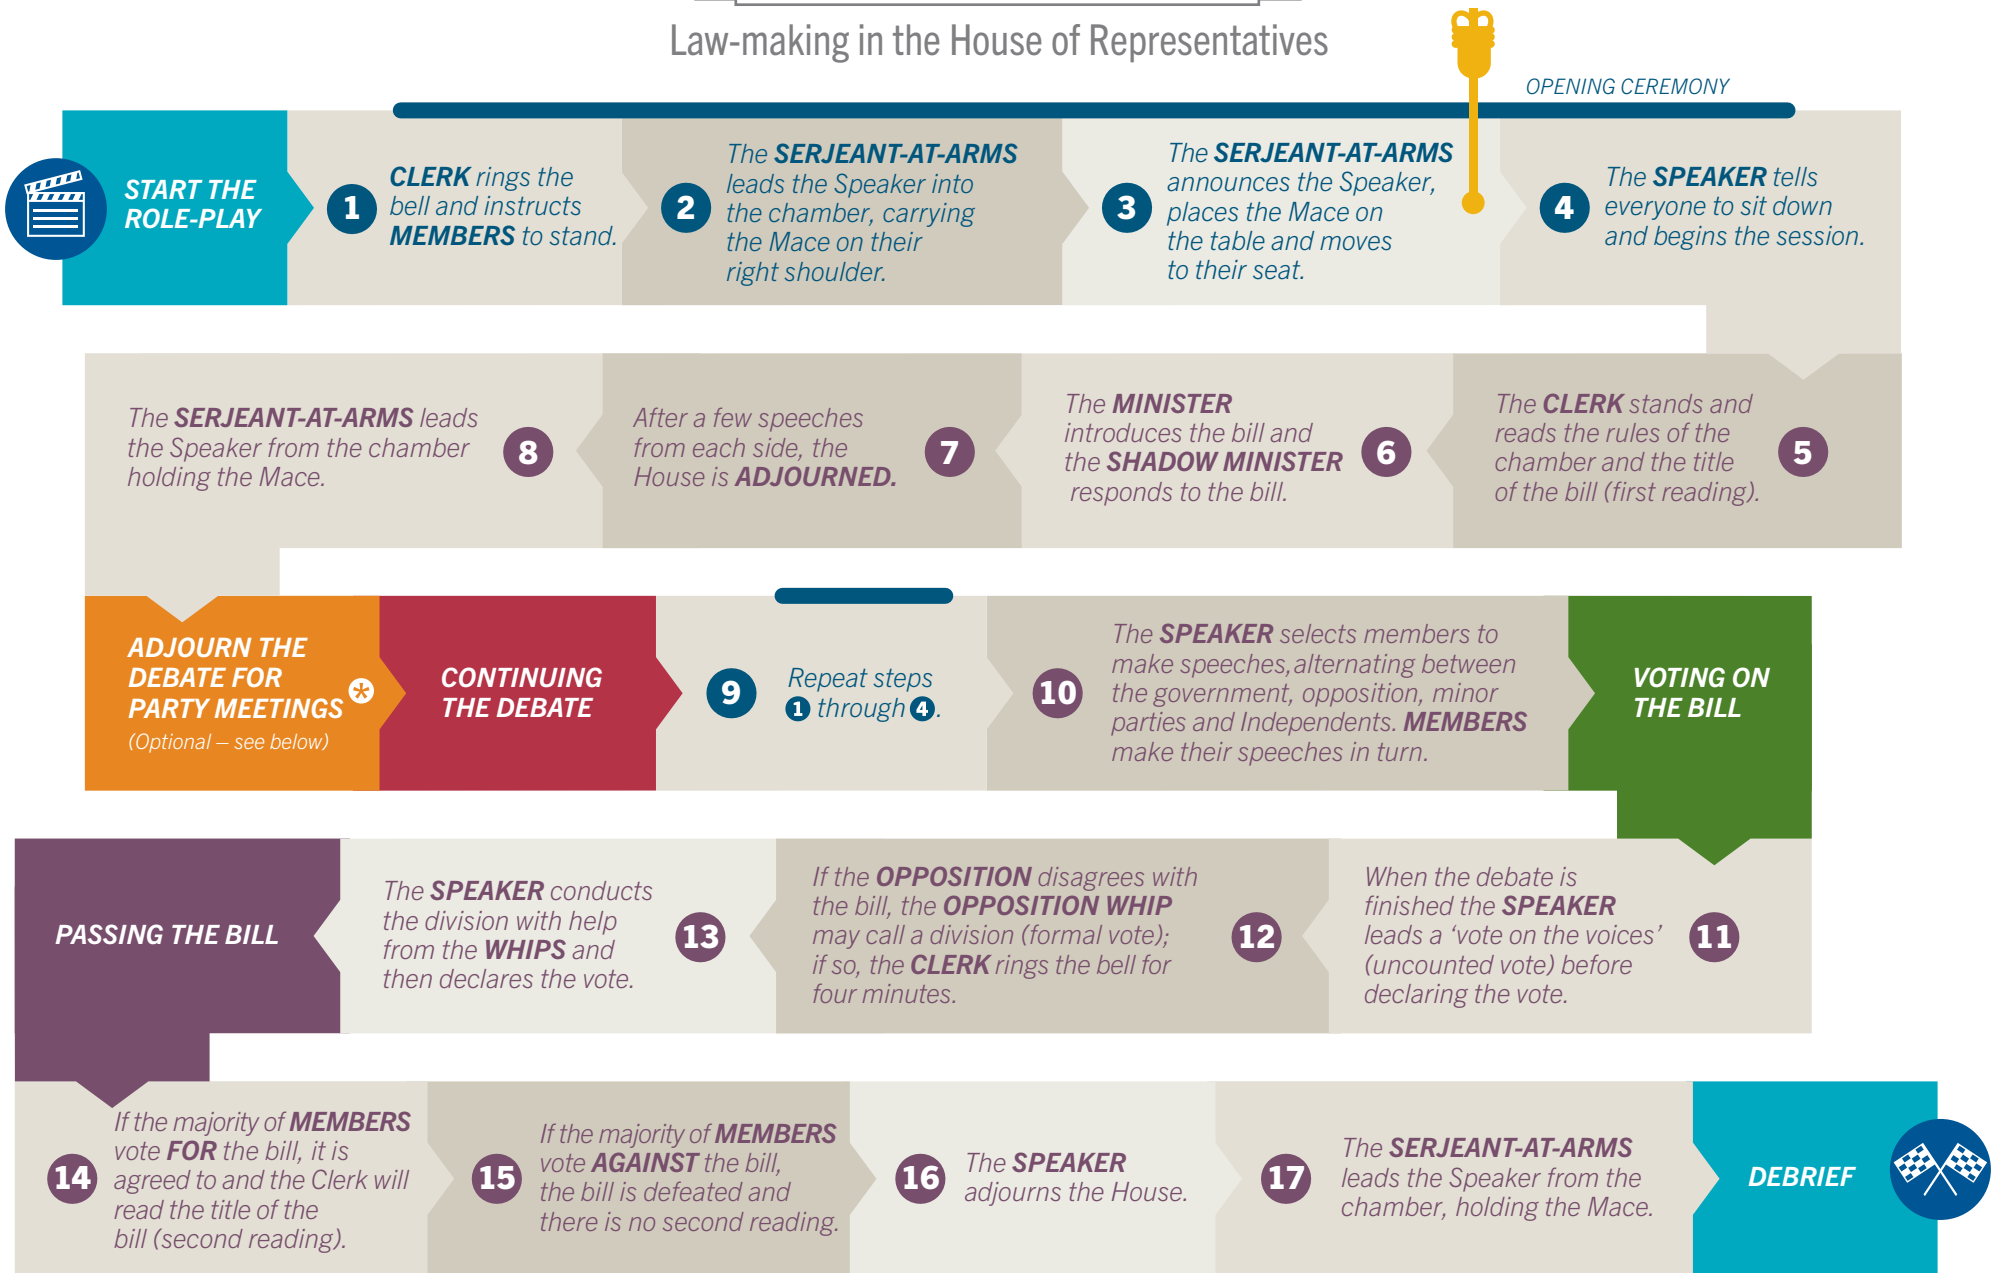 Law-making in the House of Representatives
OPENING CEREMONY
START THE
ROLE-PLAY
1
CLERK rings the
bell and instructs
MEMBERS to stand.
2
The SERJEANT-AT-ARMS
leads the Speaker into
the chamber, carrying
the Mace on their
right shoulder.
3
The SERJEANT-AT-ARMS
announces the Speaker,
places the Mace on
the table and moves
to their seat.
4
The SPEAKER tells
everyone to sit down
and begins the session.
5
The CLERK stands and
reads the rules of the
chamber and the title
of the bill (first reading).
6
The MINISTER
introduces the bill and
the SHADOW MINISTER
responds to the bill.
7
After a few speeches
from each side, the
House is ADJOURNED.
8
The SERJEANT-AT-ARMS leads
the Speaker from the chamber
holding the Mace.
ADJOURN THE
DEBATE FOR
PARTY MEETINGS *
(Optional – see below)
CONTINUING
THE DEBATE
9
Repeat steps
1 through 4.
10
The SPEAKER selects members to
make speeches, alternating between
the government, opposition, minor
parties and Independents. MEMBERS
make their speeches in turn.
VOTING ON
THE BILL
11
When the debate is
finished the SPEAKER
leads a ‘vote on the voices’
(uncounted vote) before
declaring the vote.
12
If the OPPOSITION disagrees with
the bill, the OPPOSITION WHIP
may call a division (formal vote);
if so, the CLERK rings the bell for
four minutes.
13
The SPEAKER conducts
the division with help
from the WHIPS and
then declares the vote.
PASSING THE BILL
14
If the majority of MEMBERS
vote FOR the bill, it is
agreed to and the Clerk will
read the title of the
bill (second reading).
15
If the majority of MEMBERS
vote AGAINST the bill,
the bill is defeated and
there is no second reading.
16
The SPEAKER
adjourns the House.
17
The SERJEANT-AT-ARMS
leads the Speaker from the
chamber, holding the Mace.
DEBRIEF